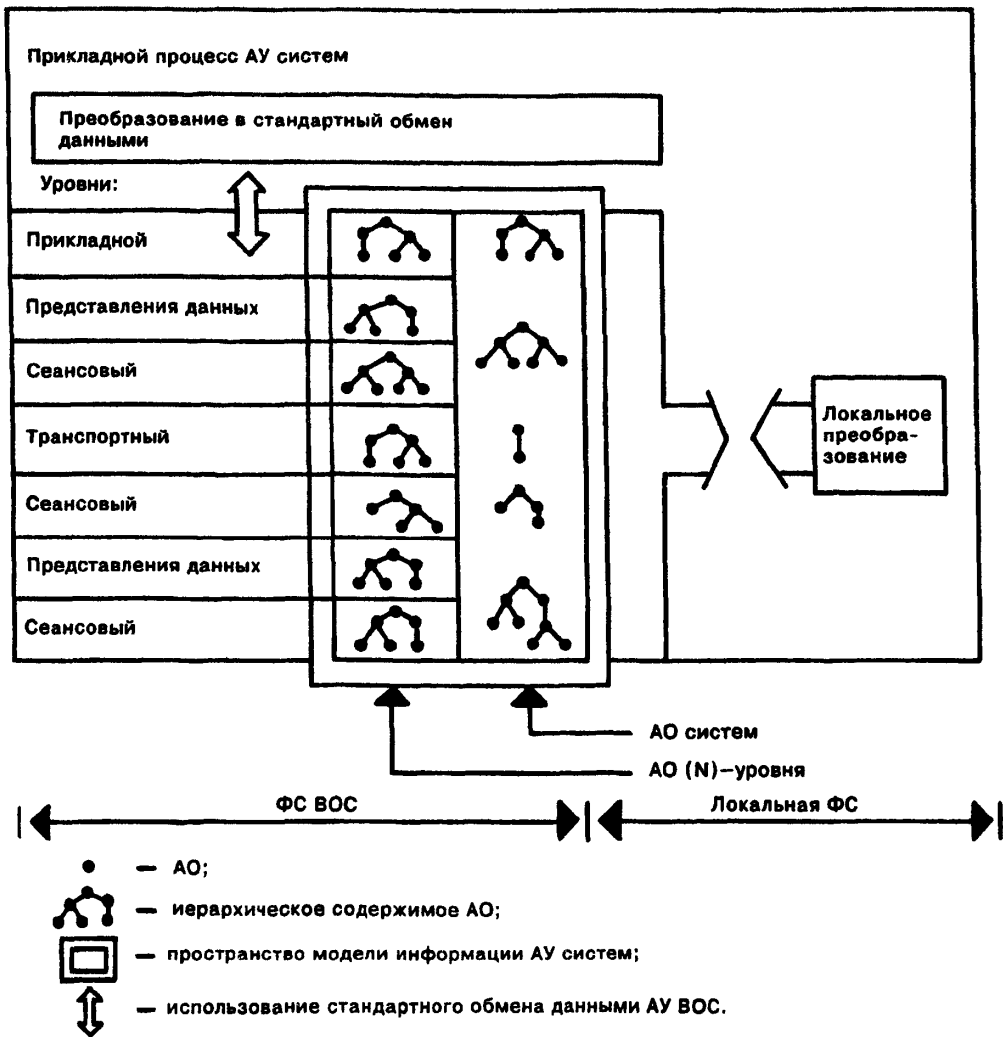 Прикладной процесс АУ систем
Преобразование в стандартный обмен
данными
Уровни:
Прикладной
Представления данных
Сеансовый
Транспортный
Сеансовый
Представления данных
Сеансовый
Локальное
преобра-
зование
АО систем
АО (N)—уровня
ФС ВОС
Локальная ФС
— АО;
— иерархическое содержимое АО;
— пространство модели информации АУ систем;
— использование стандартного обмена данными АУ ВОС.